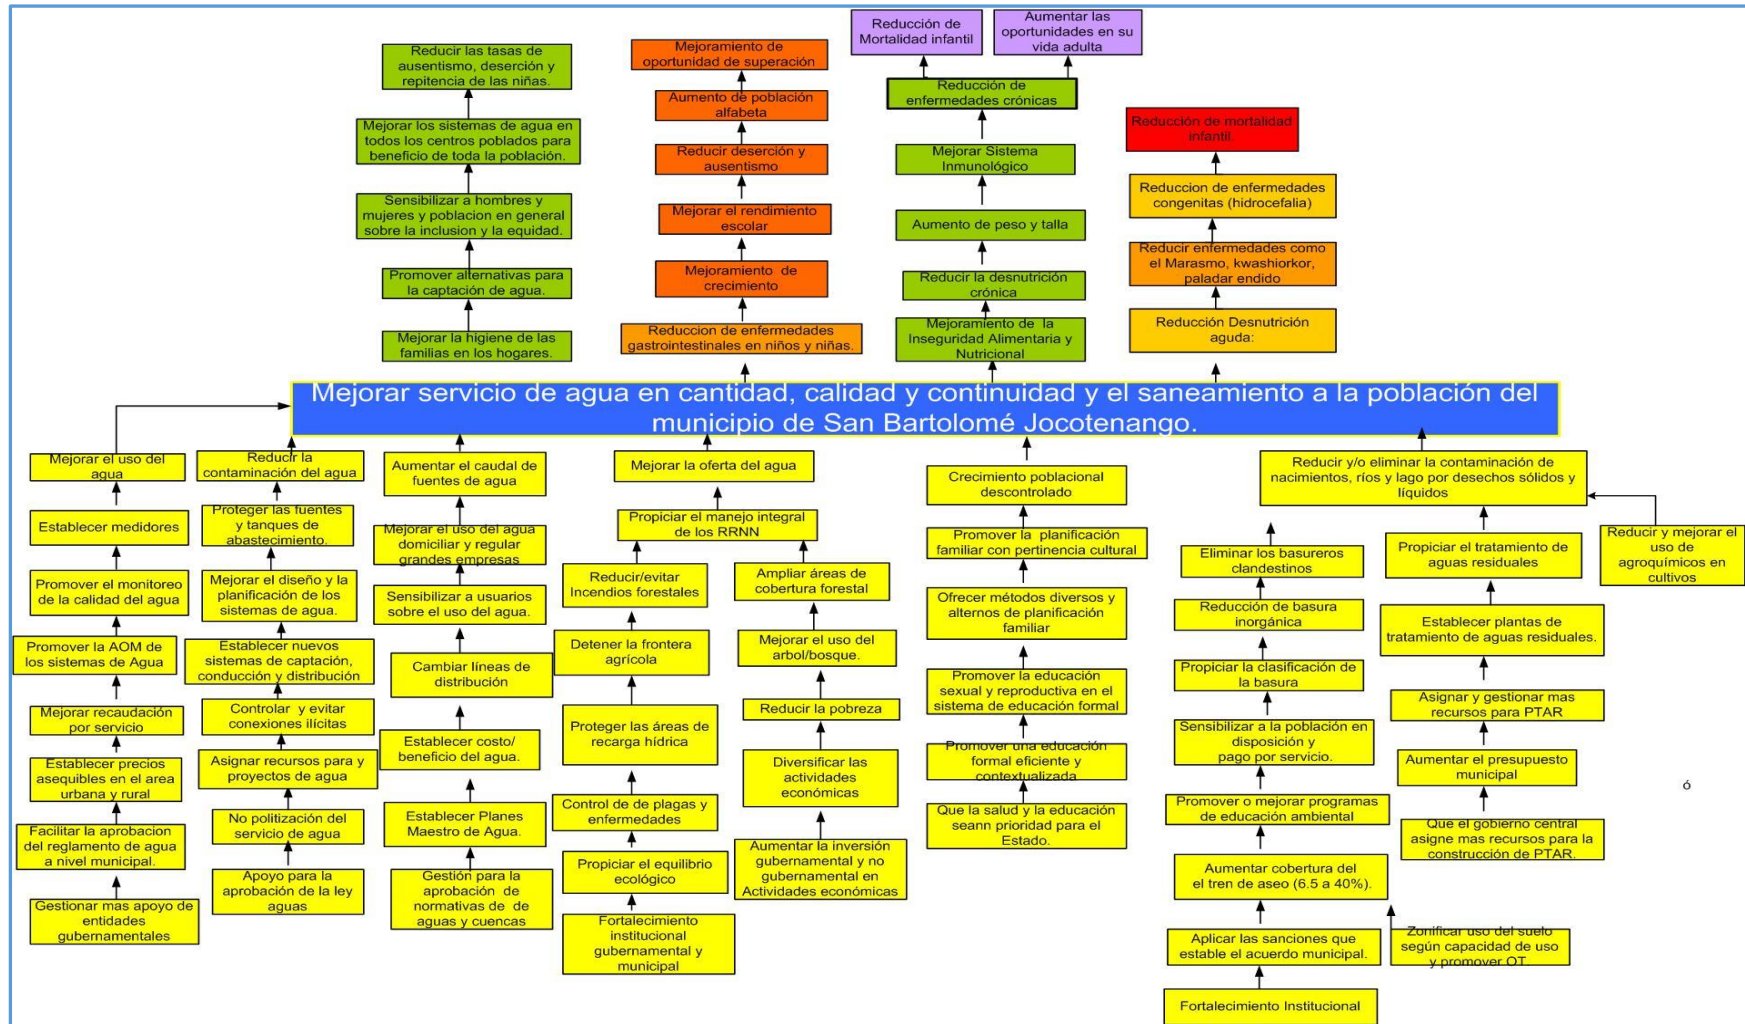 Reducción de
Mortalidad infantil
Aumentar las
oportunidades en su
vida adulta
Reducir las tasas de
ausentismo, deserción y
repitencia de las niñas.
Mejorar los sistemas de agua en
todos los centros poblados para
beneficio de toda la población.
Sensibilizar a hombres y
mujeres y poblacion en general
sobre la inclusion y la equidad.
Promover alternativas para
la captación de agua.
Mejorar la higiene de las
familias en los hogares.
Mejoramiento de
oportunidad de superación
Aumento de población
alfabeta
Reducir deserción y
ausentismo
Mejorar el rendimiento
escolar
Mejoramiento de
crecimiento
Reduccion de enfermedades
gastrointestinales en niños y niñas.
Reducción de
enfermedades crónicas
Mejorar Sistema
Inmunológico
Aumento de peso y talla
Reducir la desnutrición
crónica
Mejoramiento de la
Inseguridad Alimentaria y
Nutricional
Reducción de mortalidad
infantil.
Reduccion de enfermedades
congenitas (hidrocefalia)
Reducir enfermedades como
el Marasmo, kwashiorkor,
paladar endido
Reducción Desnutrición
aguda:
Mejorar servicio de agua en cantidad, calidad y continuidad y el saneamiento a la población del
municipio de San Bartolomé Jocotenango.
Mejorar el uso del
agua
Establecer medidores
Promover el monitoreo
de la calidad del agua
Promover la AOM de
los sistemas de Agua
Mejorar recaudación
por servicio
Establecer precios
asequibles en el area
urbana y rural
Facilitar la aprobacion
del reglamento de agua
a nivel municipal.
Gestionar mas apoyo de
entidades
gubernamentales
Reducir la
contaminación del agua
Proteger las fuentes
y tanques de
abastecimiento.
Mejorar el diseño y la
planificación de los
sistemas de agua.
Establecer nuevos
sistemas de captación,
conducción y distribución
Controlar y evitar
conexiones ilícitas
Asignar recursos para y
proyectos de agua
No politización del
servicio de agua
Apoyo para la
aprobación de la ley
aguas
Aumentar el caudal de
fuentes de agua
Mejorar el uso del agua
domiciliar y regular
grandes empresas
Sensibilizar a usuarios
sobre el uso del agua.
Cambiar líneas de
distribución
Establecer costo/
beneficio del agua.
Establecer Planes
Maestro de Agua.
Gestión para la
aprobación de
normativas de de
aguas y cuencas
Mejorar la oferta del agua
Propiciar el manejo integral
de los RRNN
Reducir/evitar
Incendios forestales
Detener la frontera
agrícola
Proteger las áreas de
recarga hídrica
Control de de plagas y
enfermedades
Propiciar el equilibrio
ecológico
Fortalecimiento
institucional
gubernamental y
municipal
Ampliar áreas de
cobertura forestal
Mejorar el uso del
arbol/bosque.
Reducir la pobreza
Diversificar las
actividades
económicas
Aumentar la inversión
gubernamental y no
gubernamental en
Actividades económicas
Crecimiento poblacional
descontrolado
Promover la planificación
familiar con pertinencia cultural
Ofrecer métodos diversos y
alternos de planificación
familiar
Promover la educación
sexual y reproductiva en el
sistema de educación formal
Promover una educación
formal eficiente y
contextualizada
Que la salud y la educación
seann prioridad para el
Estado.
Reducir y/o eliminar la contaminación de
nacimientos, ríos y lago por desechos sólidos y
líquidos
Eliminar los basureros
clandestinos
Reducción de basura
inorgánica
Propiciar la clasificación de
la basura
Sensibilizar a la población en
disposición y
pago por servicio.
Promover o mejorar programas
de educación ambiental
Aumentar cobertura del
el tren de aseo (6.5 a 40%).
Aplicar las sanciones que
estable el acuerdo municipal.
Fortalecimiento Institucional
Propiciar el tratamiento de
aguas residuales
Establecer plantas de
tratamiento de aguas residuales.
Asignar y gestionar mas
recursos para PTAR
Aumentar el presupuesto
municipal
Que el gobierno central
asigne mas recursos para la
construcción de PTAR.
Zonificar uso del suelo
según capacidad de uso
y promover OT.
Reducir y mejorar el
uso de
agroquímicos en
cultivos
ó